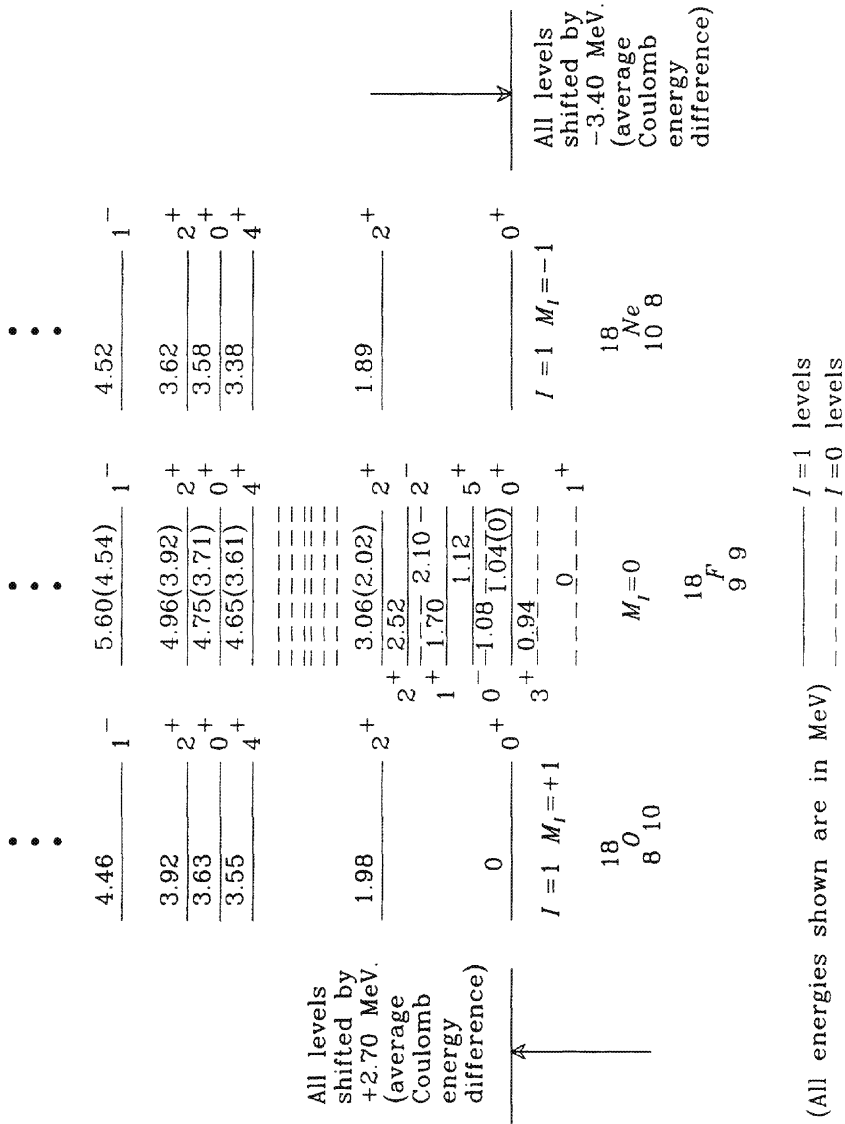 • • •
4.46 1⁻
3.92 2⁺
3.63 0⁺
3.55 4⁺
1.98 2⁺
0 0⁺
I=1 M_I=+1
18
O
8 10
All levels
shifted by
+2.70 MeV.
(average
Coulomb
energy
difference)
• • •
5.60(4.54) 1⁻
4.96(3.92) 2⁺
4.75(3.71) 0⁺
4.65(3.61) 4⁺
3.06(2.02) 2⁺
2⁺ 2.52
2.10 2⁻
1⁺ 1.70
1.12 5⁺
0⁻ 1.08
1.04(0) 0⁺
3⁺ 0.94
0 1⁺
M_I=0
18
F
9 9
• • •
4.52 1⁻
3.62 2⁺
3.58 0⁺
3.38 4⁺
1.89 2⁺
0⁺
I=1 M_I=−1
18
Ne
10 8
All levels
shifted by
−3.40 MeV.
(average
Coulomb
energy
difference)
(All energies shown are in MeV)
I=1 levels
I=0 levels